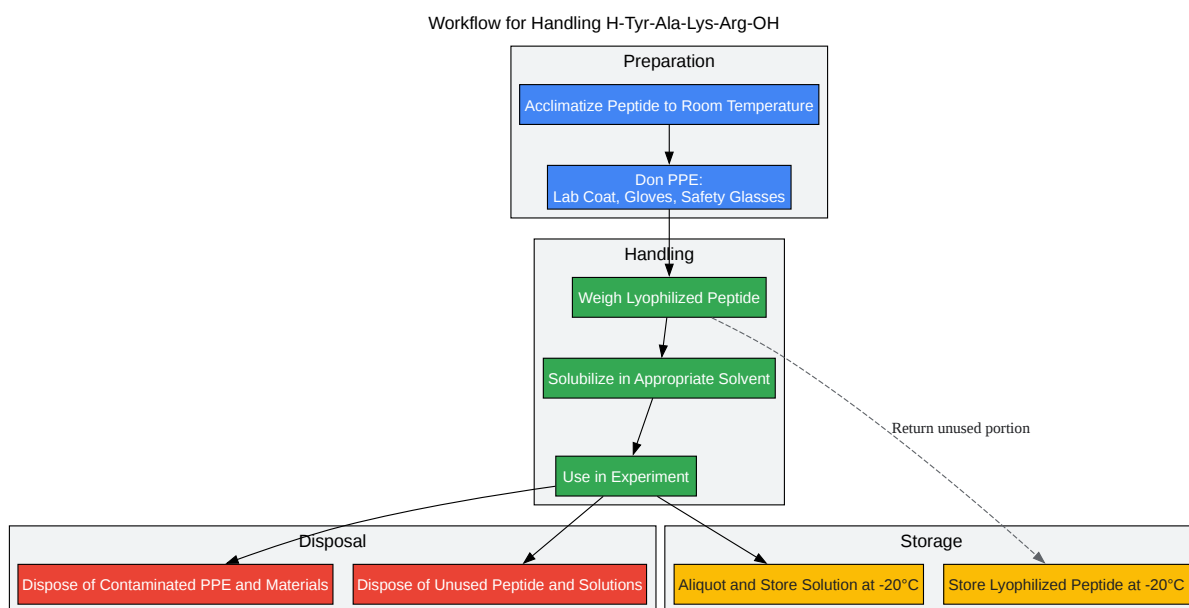 Workflow for Handling H-Tyr-Ala-Lys-Arg-OH
Preparation
Acclimatize Peptide to Room Temperature
Don PPE:
Lab Coat, Gloves, Safety Glasses
Handling
Weigh Lyophilized Peptide
Solubilize in Appropriate Solvent
Return unused portion
Use in Experiment
Disposal
Dispose of Contaminated PPE and Materials
Dispose of Unused Peptide and Solutions
Storage
Aliquot and Store Solution at -20°C
Store Lyophilized Peptide at -20°C